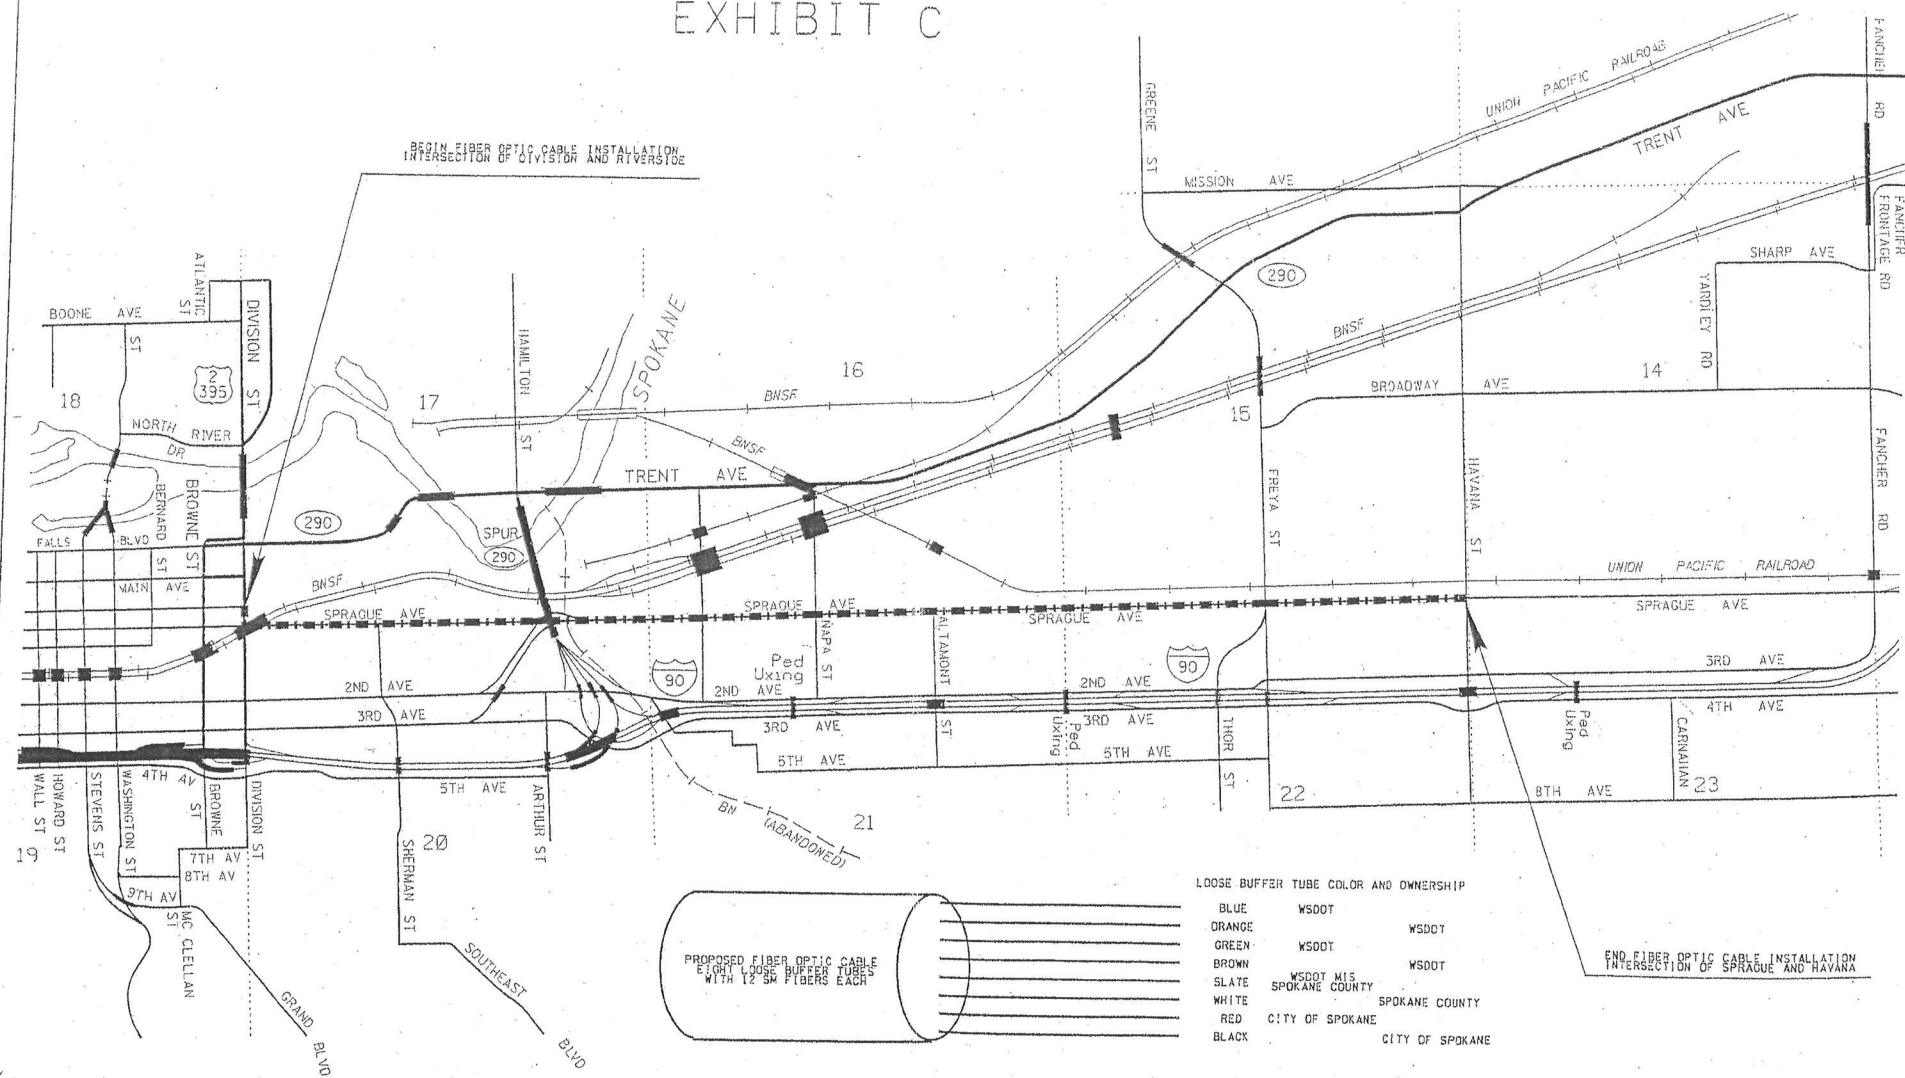 EXHIBIT C
BEGIN FIBER OPTIC CABLE INSTALLATION
INTERSECTION OF DIVISION AND RIVERSIDE
UNION PACIFIC RAILROAD
TRENT AVE
FANCHER RD
GREENE ST
MISSION AVE
FANCHER
FRONTAGE RD
SHARP AVE
YARDLEY RD
290
BNSF
BROADWAY AVE
14
15
16
17
18
ATLANTIC
ST
BOONE AVE
ST
DIVISION ST
2
395
NORTH RIVER
DR
HAMILTON ST
SPOKANE
BNSF
BNSF
TRENT AVE
BERNARD ST
BROWNE ST
290
SPUR
290
FALLS BLVD
MAIN AVE
BNSF
SPRAGUE AVE
SPRAGUE AVE
SPRAGUE AVE
SPRAGUE AVE
UNION PACIFIC RAILROAD
FREYA ST
HAVANA ST
FANCHER RD
NAPA ST
ALTAMONT
ST
Ped
Uxing
90
90
2ND AVE
2ND AVE
2ND AVE
3RD AVE
3RD AVE
3RD AVE
3RD AVE
4TH AVE
4TH AV
5TH AVE
5TH AVE
5TH AVE
Ped
Uxing
Ped
Uxing
THOR ST
CARNAHAN
8TH AVE
WALL ST
HOWARD ST
STEVENS ST
WASHINGTON ST
BROWNE
ST
DIVISION ST
ARTHUR ST
SHERMAN ST
BN (ABANDONED)
19
20
21
22
23
7TH AV
8TH AV
9TH AV
MC CLELLAN
ST
GRAND BLVD
SOUTHEAST BLVD
PROPOSED FIBER OPTIC CABLE
EIGHT LOOSE BUFFER TUBES
WITH 12 SM FIBERS EACH
LOOSE BUFFER TUBE COLOR AND OWNERSHIP
BLUE WSDOT
ORANGE WSDOT
GREEN WSDOT
BROWN WSDOT
SLATE WSDOT MIS
SPOKANE COUNTY
WHITE SPOKANE COUNTY
RED CITY OF SPOKANE
BLACK CITY OF SPOKANE
END FIBER OPTIC CABLE INSTALLATION
INTERSECTION OF SPRAGUE AND HAVANA